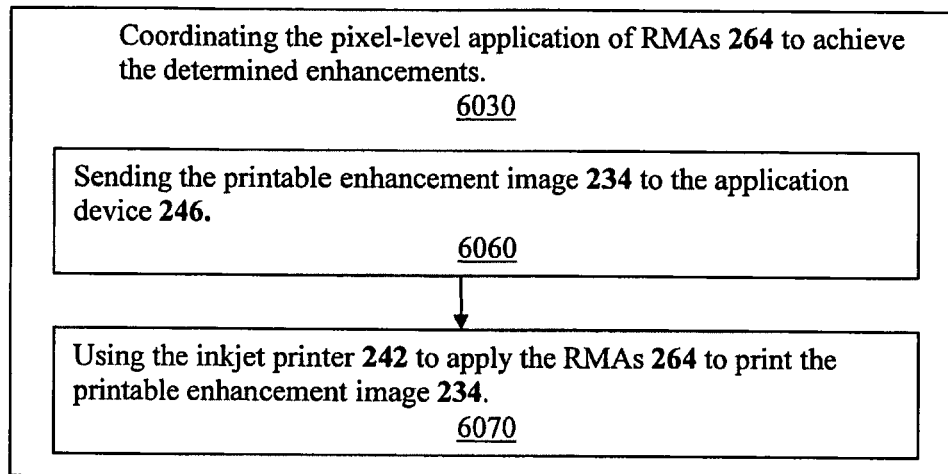 Coordinating the pixel-level application of RMAs 264 to achieve
the determined enhancements.
6030
Sending the printable enhancement image 234 to the application
device 246.
6060
Using the inkjet printer 242 to apply the RMAs 264 to print the
printable enhancement image 234.
6070